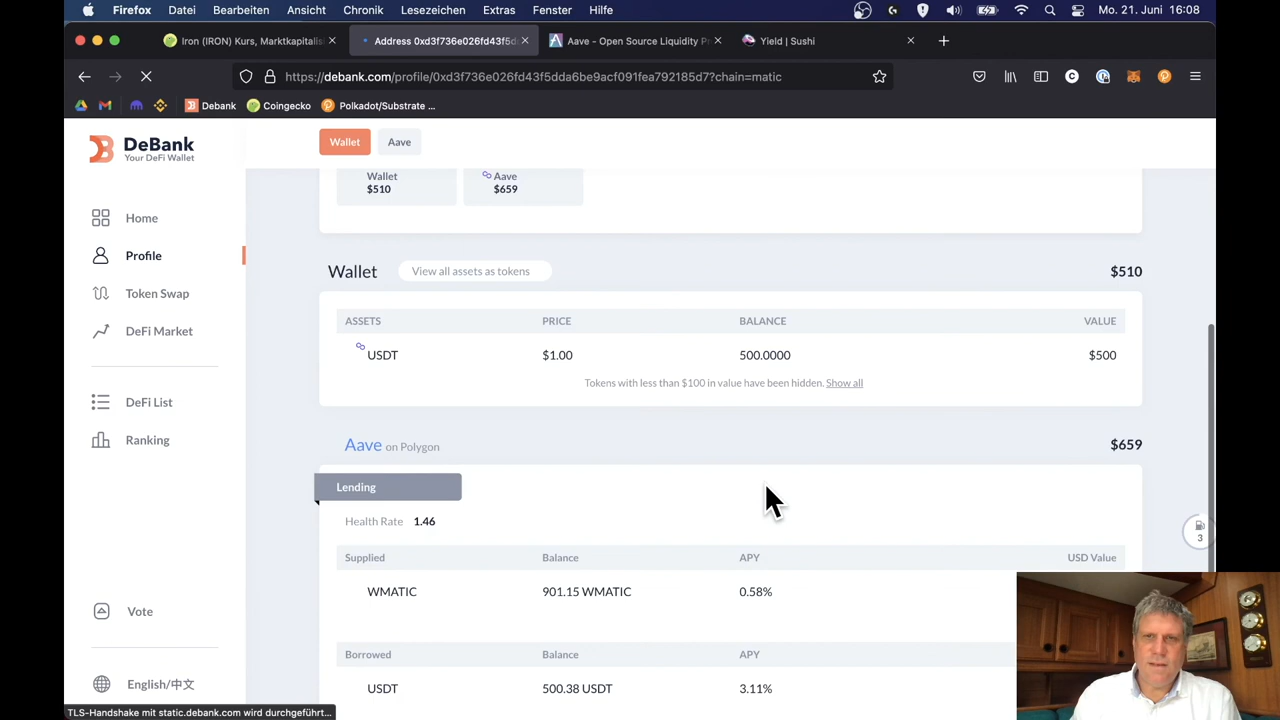 Firefox Datei Bearbeiten Ansicht Chronik Lesezeichen Extras Fenster Hilfe Mo. 21. Juni 16:08
Iron (IRON) Kurs, Marktkapitalis Address 0xd3f736e026fd43f5d Aave - Open Source Liquidity P Yield | Sushi
https://debank.com/profile/0xd3f736e026fd43f5dda6be9acf091fea792185d7?chain=matic
Debank Coingecko Polkadot/Substrate ...
DeBank
Your DeFi Wallet
Wallet Aave
Home
Profile
Token Swap
DeFi Market
DeFi List
Ranking
Vote
English/中文
Wallet
$510
Aave
$659
Wallet View all assets as tokens $510
ASSETS PRICE BALANCE VALUE
USDT $1.00 500.0000 $500
Tokens with less than $100 in value have been hidden. Show all
Aave on Polygon $659
Lending
Health Rate 1.46
Supplied Balance APY USD Value
WMATIC 901.15 WMATIC 0.58%
Borrowed Balance APY
USDT 500.38 USDT 3.11%
3
TLS-Handshake mit static.debank.com wird durchgeführt...